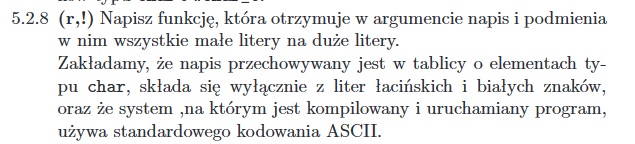 5.2.8 (r,!) Napisz funkcję, która otrzymuje w argumencie napis i podmienia
w nim wszystkie małe litery na duże litery.
Zakładamy, że napis przechowywany jest w tablicy o elementach ty-
pu char, składa się wyłącznie z liter łacińskich i białych znaków,
oraz że system ,na którym jest kompilowany i uruchamiany program,
używa standardowego kodowania ASCII.